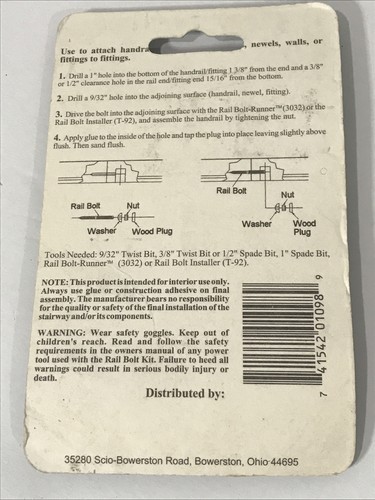 Use to attach handra , newels, walls, or
fittings to fittings.
1. Drill a 1" hole into the bottom of the handrail/fitting 1 3/8" from the end and a 3/8"
or 1/2" clearance hole in the rail end/fitting end 15/16" from the bottom.
2. Drill a 9/32" hole into the adjoining surface (handrail, newel, fitting).
3. Drive the bolt into the adjoining surface with the Rail Bolt-Runner™(3032) or the
Rail Bolt Installer (T-92), and assemble the handrail by tightening the nut.
4. Apply glue to the inside of the hole and tap the plug into place leaving slightly above
flush. Then sand flush.
Rail Bolt Nut
Washer Wood Plug
Rail Bolt
Nut
Washer Wood
Plug
Tools Needed: 9/32" Twist Bit, 3/8" Twist Bit or 1/2" Spade Bit, 1" Spade Bit,
Rail Bolt-Runner™ (3032) or Rail Bolt Installer (T-92).
NOTE: This product is intended for interior use only.
Always use glue or construction adhesive on final
assembly. The manufacturer bears no responsibility
for the quality or safety of the final installation of the
stairway and/or its components.
WARNING: Wear safety goggles. Keep out of
children's reach. Read and follow the safety
requirements in the owners manual of any power
tool used with the Rail Bolt Kit. Failure to heed all
warnings could result in serious bodily injury or
death.
7 41542 01098 9
Distributed by:
35280 Scio-Bowerston Road, Bowerston, Ohio 44695